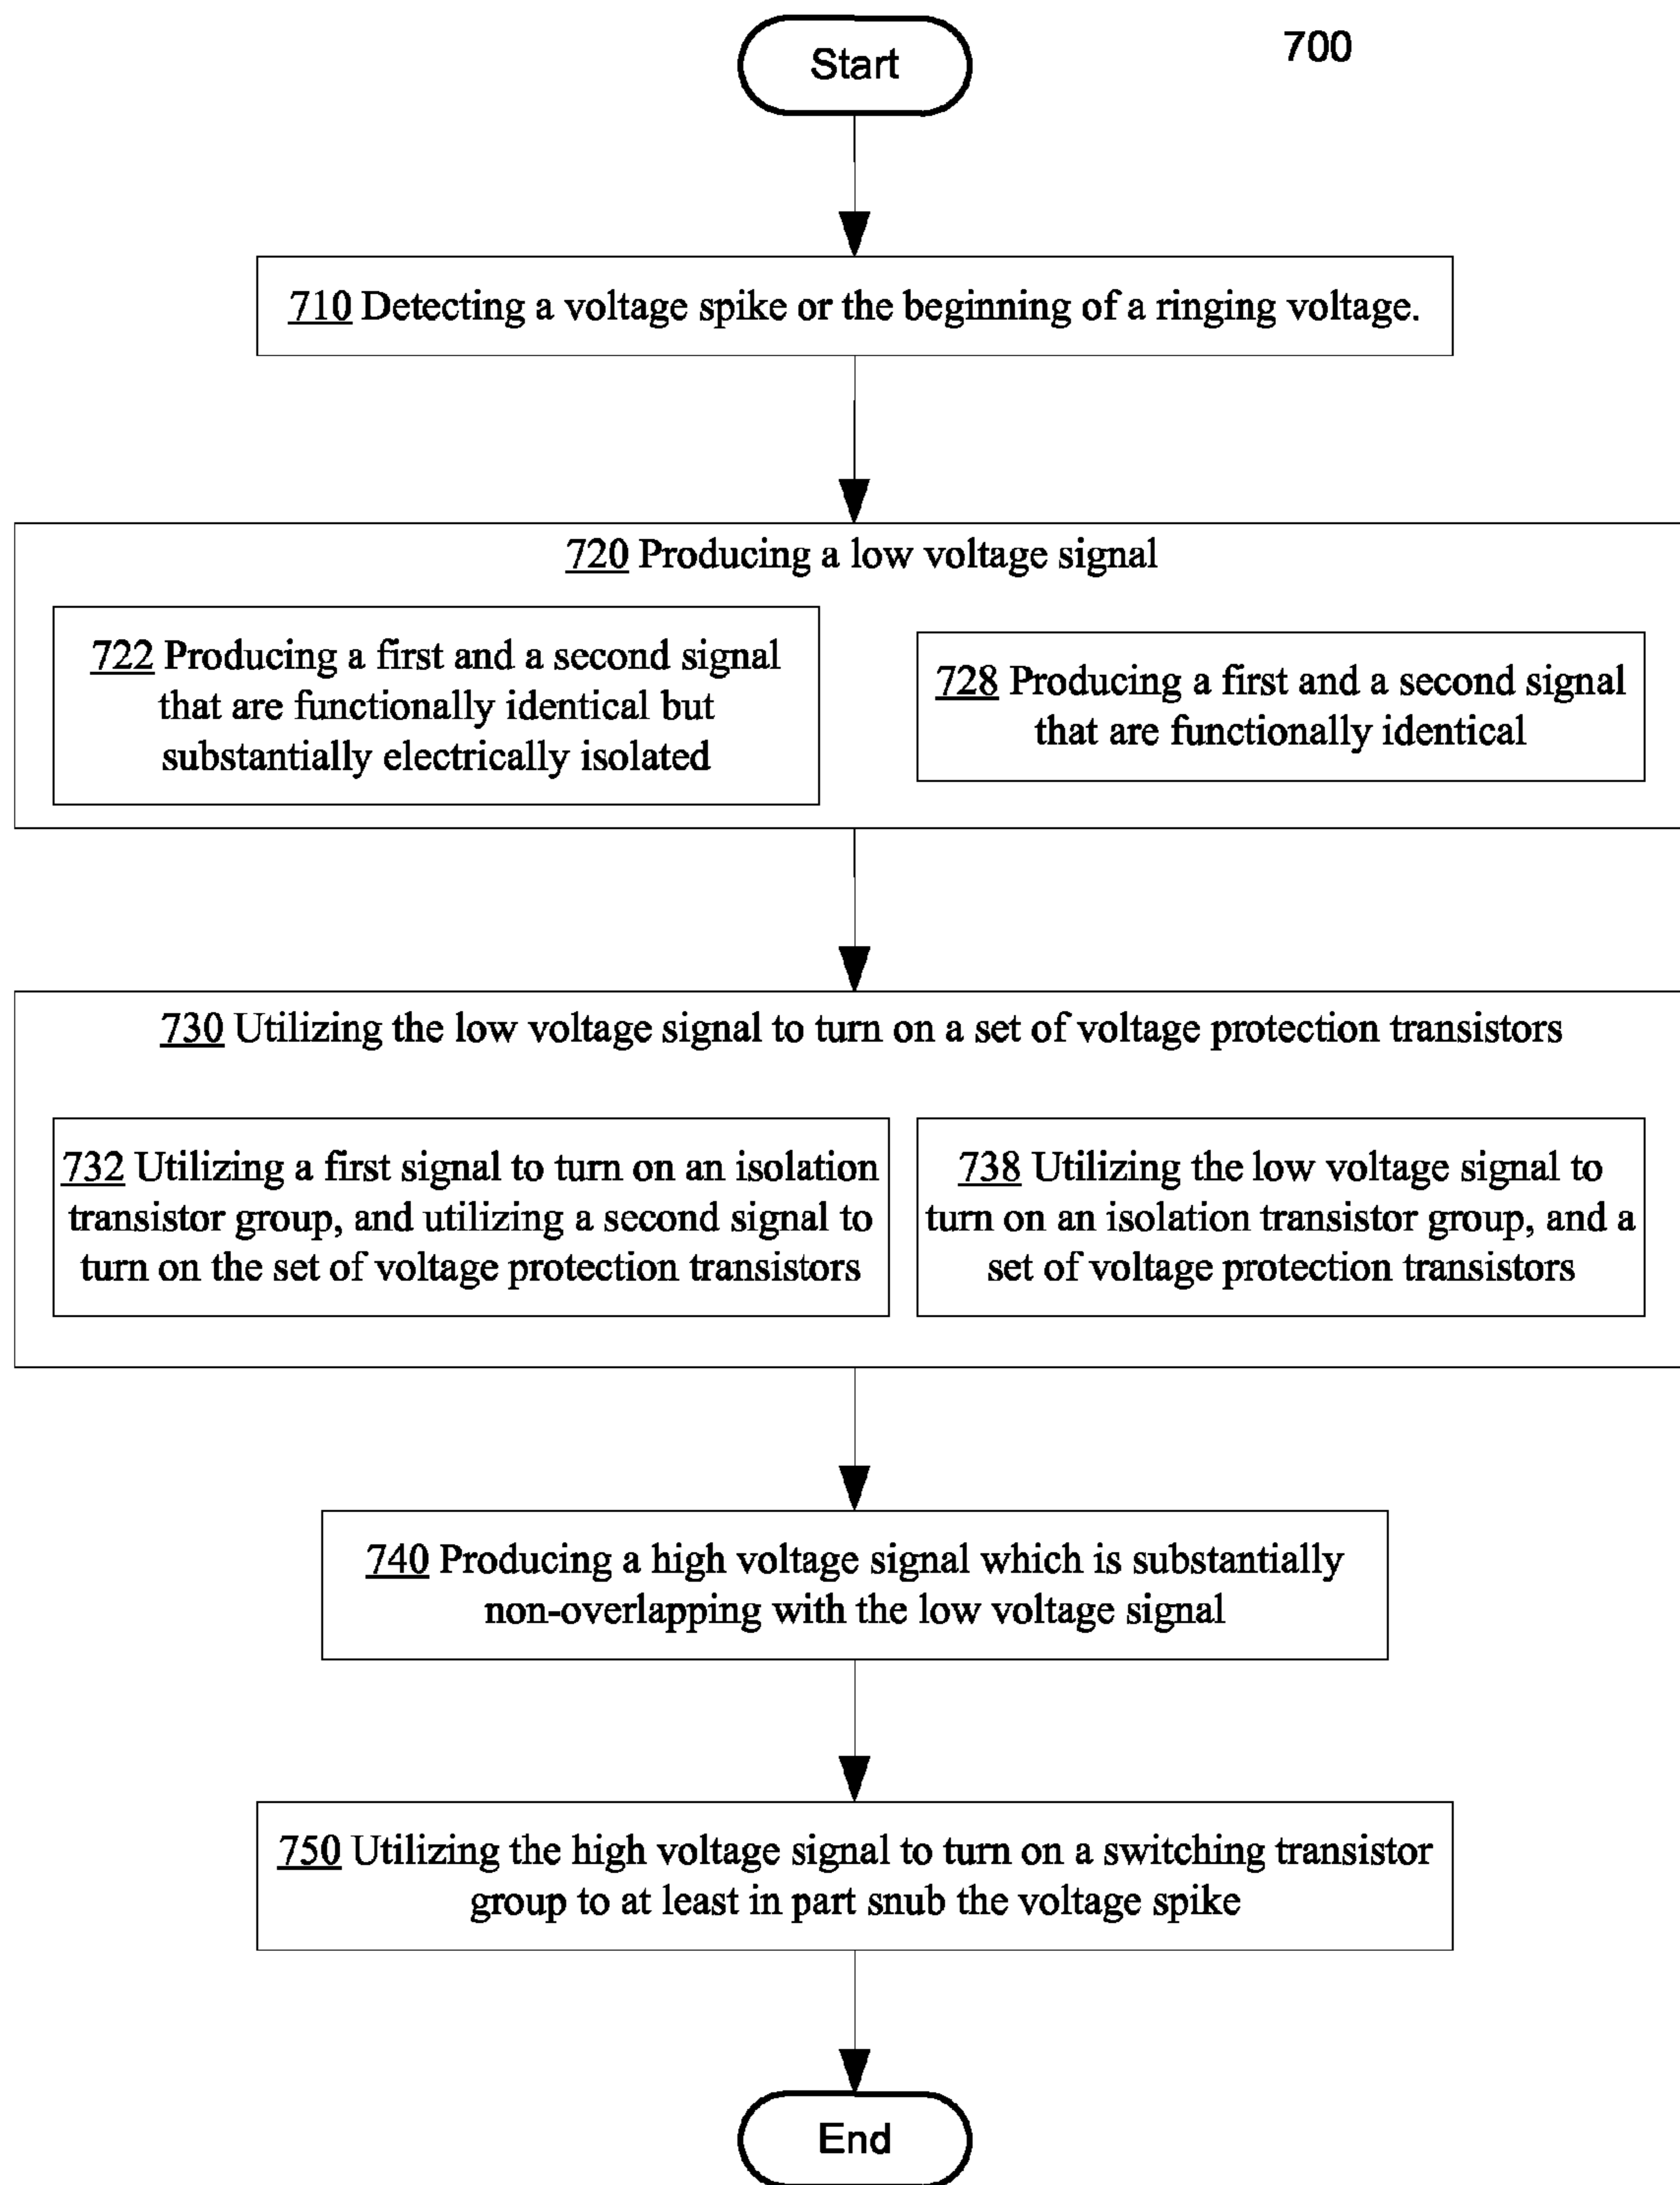 Start
700
710 Detecting a voltage spike or the beginning of a ringing voltage.
720 Producing a low voltage signal
722 Producing a first and a second signal
that are functionally identical but
substantially electrically isolated
728 Producing a first and a second signal
that are functionally identical
730 Utilizing the low voltage signal to turn on a set of voltage protection transistors
732 Utilizing a first signal to turn on an isolation
transistor group, and utilizing a second signal to
turn on the set of voltage protection transistors
738 Utilizing the low voltage signal to
turn on an isolation transistor group, and a
set of voltage protection transistors
740 Producing a high voltage signal which is substantially
non-overlapping with the low voltage signal
750 Utilizing the high voltage signal to turn on a switching transistor
group to at least in part snub the voltage spike
End